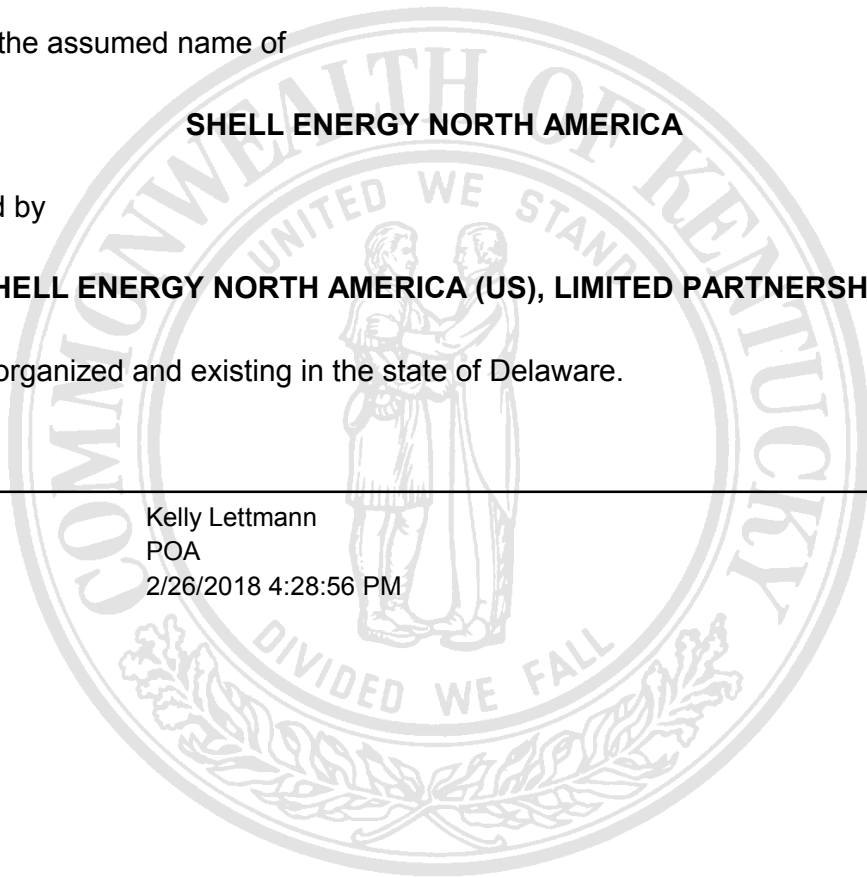 the assumed name of
SHELL ENERGY NORTH AMERICA
d by
HELL ENERGY NORTH AMERICA (US), LIMITED PARTNERSH
organized and existing in the state of Delaware.
Kelly Lettmann
POA
2/26/2018 4:28:56 PM
COMMONWEALTH OF KENTUCKY
UNITED WE STAND
DIVIDED WE FALL